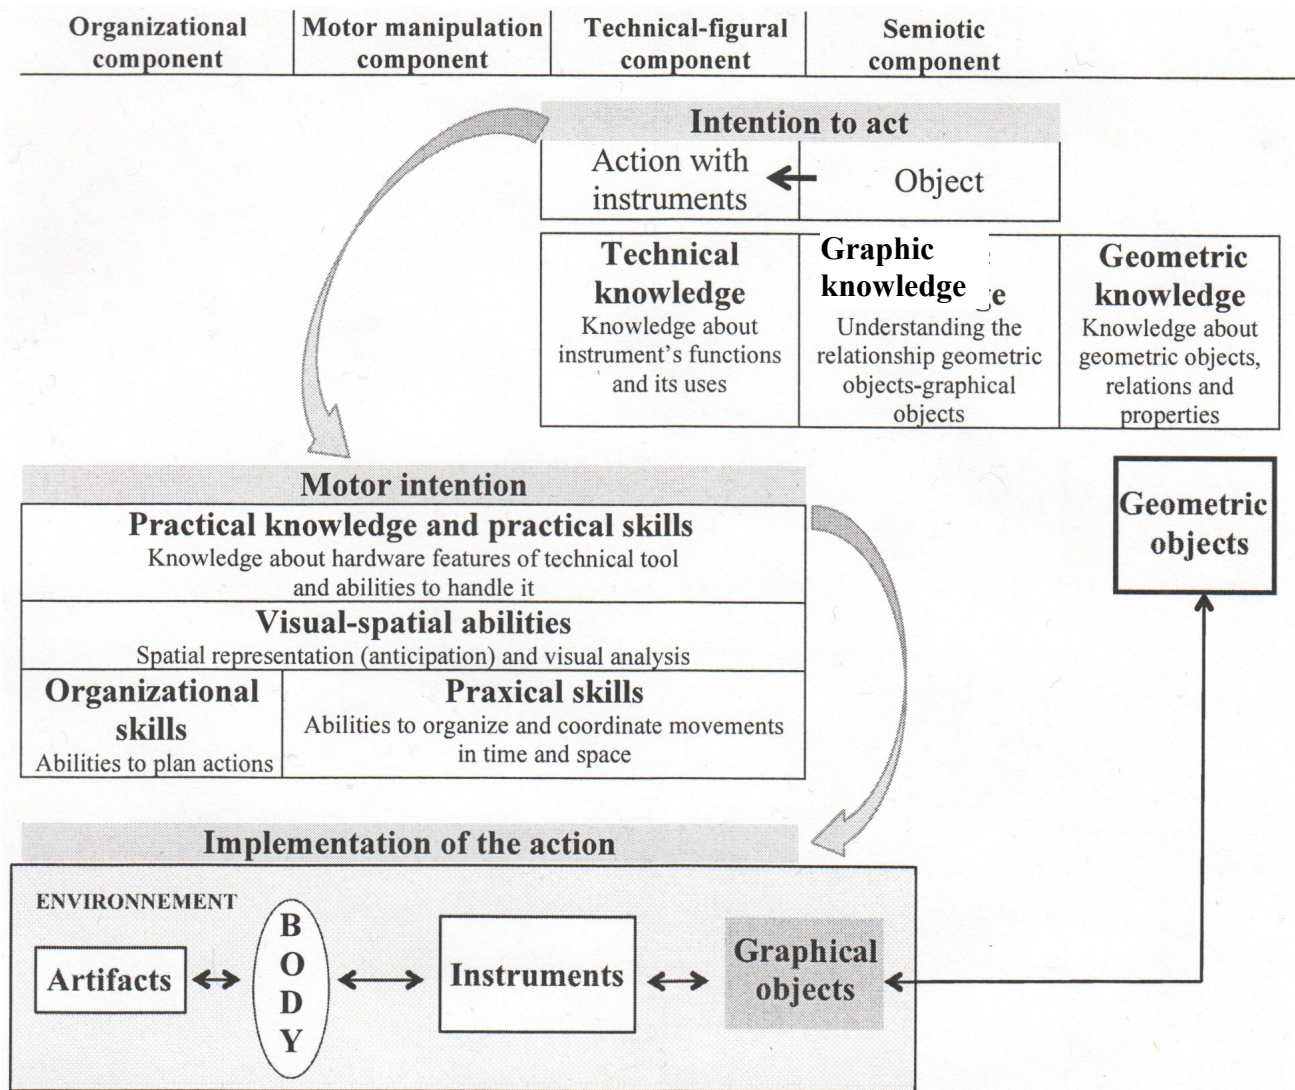 Organizational component
Motor manipulation component
Technical-figural component
Semiotic component
Intention to act
Action with instruments
Object
Technical knowledge
Knowledge about instrument's functions and its uses
Graphic knowledge
Understanding the relationship geometric objects-graphical objects
Geometric knowledge
Knowledge about geometric objects, relations and properties
Motor intention
Practical knowledge and practical skills
Knowledge about hardware features of technical tool
and abilities to handle it
Visual-spatial abilities
Spatial representation (anticipation) and visual analysis
Organizational skills
Abilities to plan actions
Praxical skills
Abilities to organize and coordinate movements
in time and space
Geometric objects
Implementation of the action
ENVIRONNEMENT
Artifacts
BODY
Instruments
Graphical objects